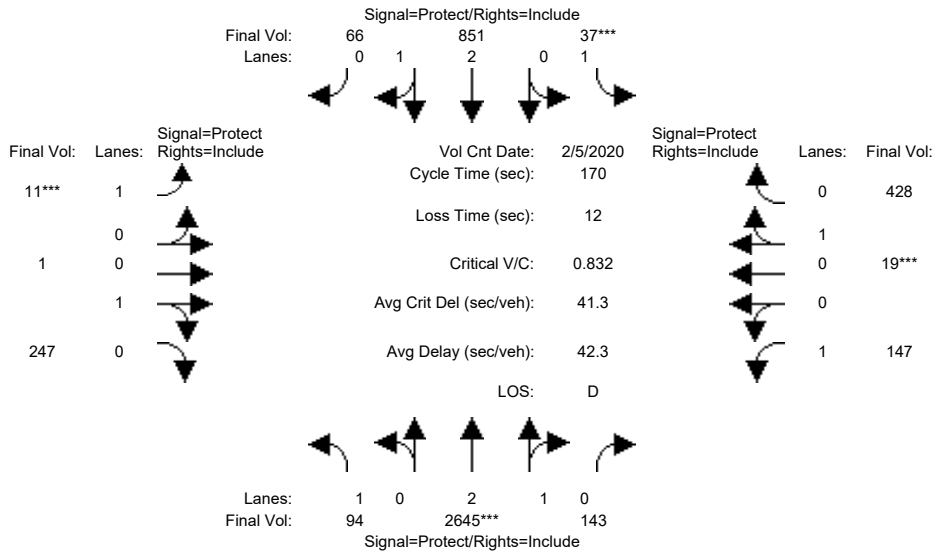 Signal=Protect/Rights=Include
Final Vol: 66 851 37***
Lanes: 0 1 2 0 1
Signal=Protect
Final Vol: Lanes: Rights=Include
Vol Cnt Date: 2/5/2020
Signal=Protect
Rights=Include Lanes: Final Vol:
Cycle Time (sec): 170
11*** 1
0 428
Loss Time (sec): 12
0
1
1 0
Critical V/C: 0.832
0 19***
1
Avg Crit Del (sec/veh): 41.3
0
247 0
Avg Delay (sec/veh): 42.3
1 147
LOS: D
Lanes: 1 0 2 1 0
Final Vol: 94 2645*** 143
Signal=Protect/Rights=Include